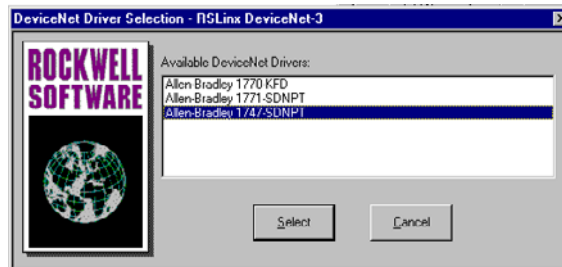 DeviceNet Driver Selection - RSLinx DeviceNet-3
ROCKWELL
SOFTWARE
Available DeviceNet Drivers:
Allen-Bradley 1770 KFD
Allen-Bradley 1771-SDNPT
Allen-Bradley 1747-SDNPT
Select
Cancel